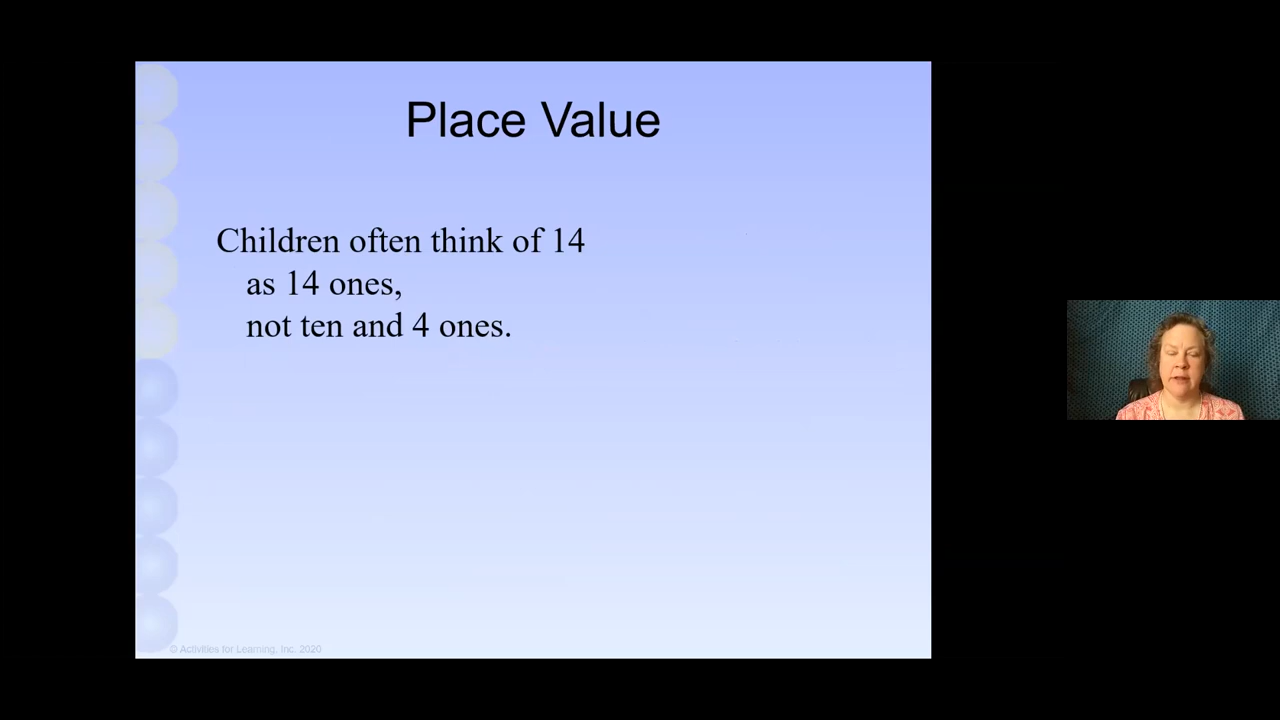 Place Value
Children often think of 14
as 14 ones,
not ten and 4 ones.
© Activities for Learning, Inc. 2020